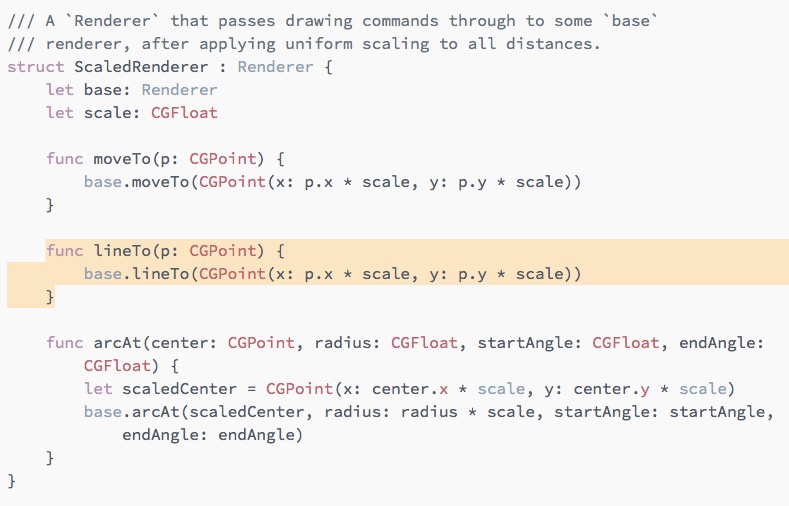 /// A `Renderer` that passes drawing commands through to some `base`
/// renderer, after applying uniform scaling to all distances.
struct ScaledRenderer : Renderer {
    let base: Renderer
    let scale: CGFloat

    func moveTo(p: CGPoint) {
        base.moveTo(CGPoint(x: p.x * scale, y: p.y * scale))
    }

    func lineTo(p: CGPoint) {
        base.lineTo(CGPoint(x: p.x * scale, y: p.y * scale))
    }

    func arcAt(center: CGPoint, radius: CGFloat, startAngle: CGFloat, endAngle:
        CGFloat) {
        let scaledCenter = CGPoint(x: center.x * scale, y: center.y * scale)
        base.arcAt(scaledCenter, radius: radius * scale, startAngle: startAngle,
            endAngle: endAngle)
    }
}